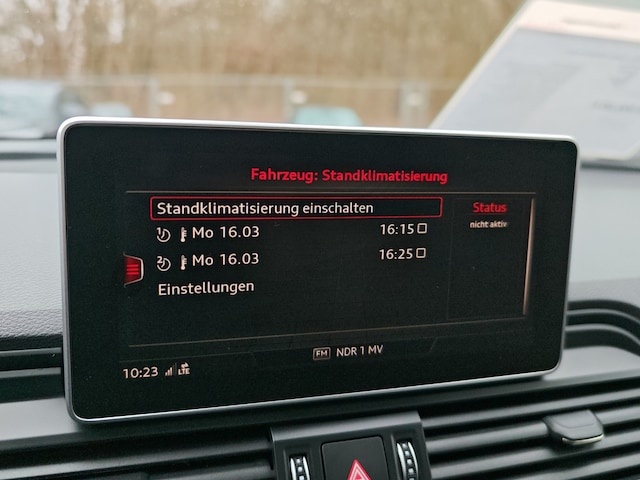 Fahrzeug: Standklimatisierung
Standklimatisierung einschalten
Status
nicht aktiv
1 Mo 16.03 16:15
2 Mo 16.03 16:25
Einstellungen
FM NDR 1 MV
10:23 LTE